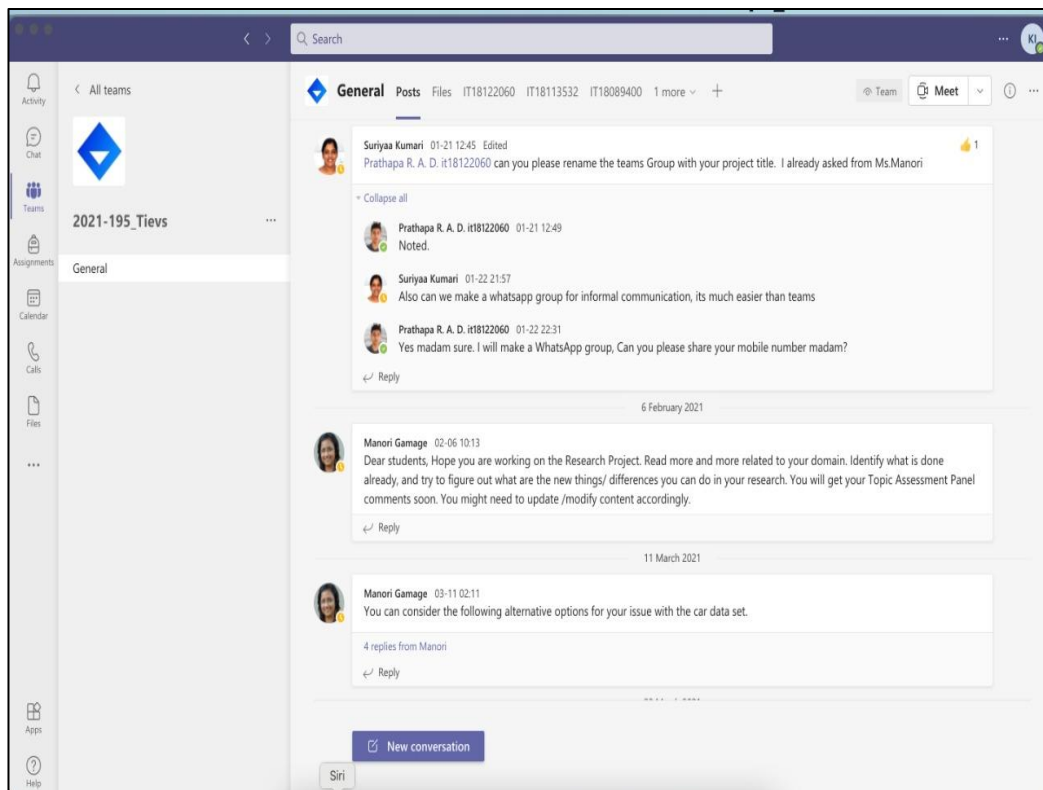 Search
KI
Activity
Chat
Teams
Assignments
Calendar
Calls
Files
Apps
Help
All teams
2021-195_Tievs
General
General Posts Files IT18122060 IT18113532 IT18089400 1 more
Team
Meet
Suriyaa Kumari 01-21 12:45 Edited
1
Prathapa R. A. D. it18122060 can you please rename the teams Group with your project title. I already asked from Ms.Manori
Collapse all
Prathapa R. A. D. it18122060 01-21 12:49
Noted.
Suriyaa Kumari 01-22 21:57
Also can we make a whatsapp group for informal communication, its much easier than teams
Prathapa R. A. D. it18122060 01-22 22:31
Yes madam sure. I will make a WhatsApp group, Can you please share your mobile number madam?
Reply
6 February 2021
Manori Gamage 02-06 10:13
Dear students, Hope you are working on the Research Project. Read more and more related to your domain. Identify what is done
already, and try to figure out what are the new things/ differences you can do in your research. You will get your Topic Assessment Panel
comments soon. You might need to update /modify content accordingly.
Reply
11 March 2021
Manori Gamage 03-11 02:11
You can consider the following alternative options for your issue with the car data set.
4 replies from Manori
Reply
New conversation
Siri